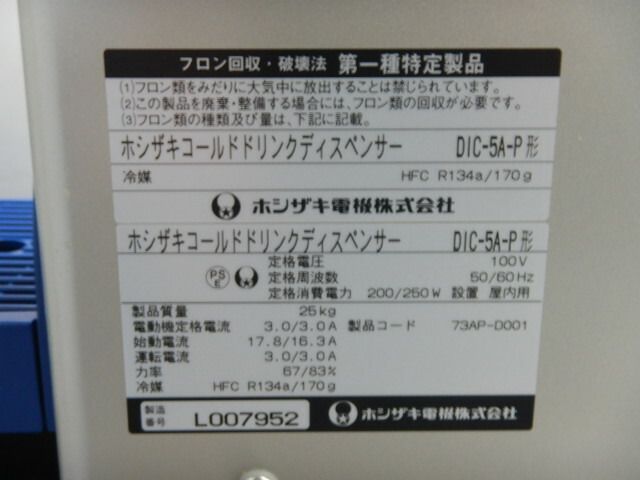 フロン回収・破壊法 第一種特定製品
(1)フロン類をみだりに大気中に放出することは禁じられています。
(2)この製品を廃棄・整備する場合には、フロン類の回収が必要です。
(3)フロン類の種類及び量は、下記に記載。
ホシザキコールドドリンクディスペンサー DIC-5A-P形
冷媒 HFC R134a/170g
ホシザキ電機株式会社
ホシザキコールドドリンクディスペンサー DIC-5A-P形
定格電圧 100V
PS E 定格周波数 50/60Hz
定格消費電力 200/250W 設置 屋内用
製品質量 25kg
電動機定格電流 3.0/3.0A 製品コード 73AP-D001
始動電流 17.8/16.3A
運転電流 3.0/3.0A
力率 67/83%
冷媒 HFC R134a/170g
製造番号 L007952 ホシザキ電機株式会社